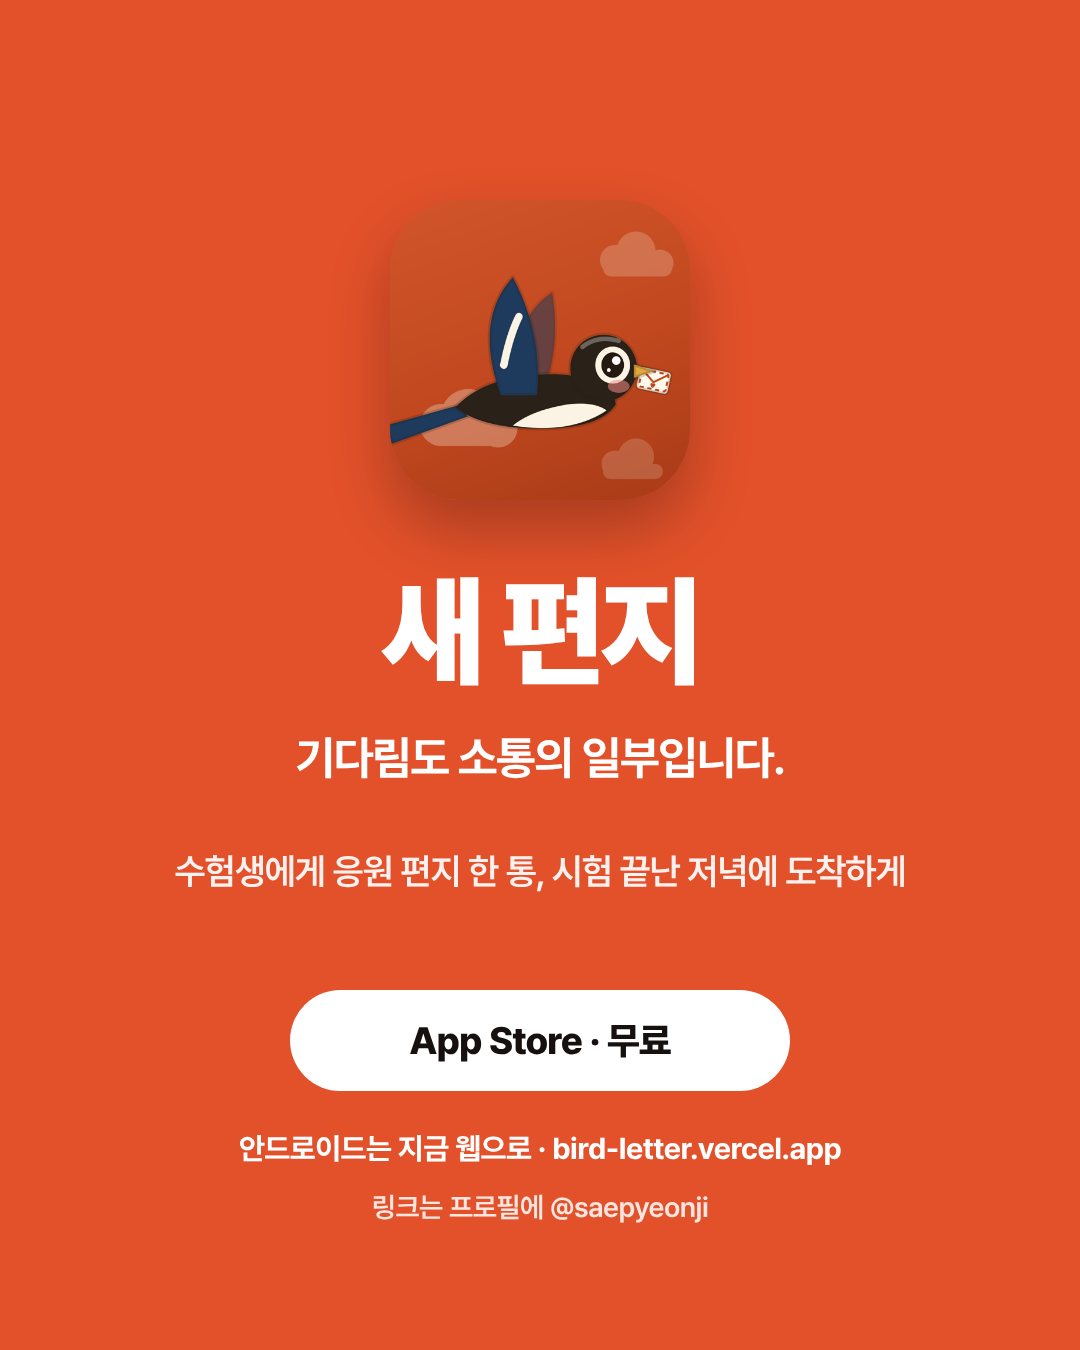 새 편지
기다림도 소통의 일부입니다.
수험생에게 응원 편지 한 통, 시험 끝난 저녁에 도착하게
App Store · 무료
안드로이드는 지금 웹으로 · bird-letter.vercel.app
링크는 프로필에 @saepyeonji